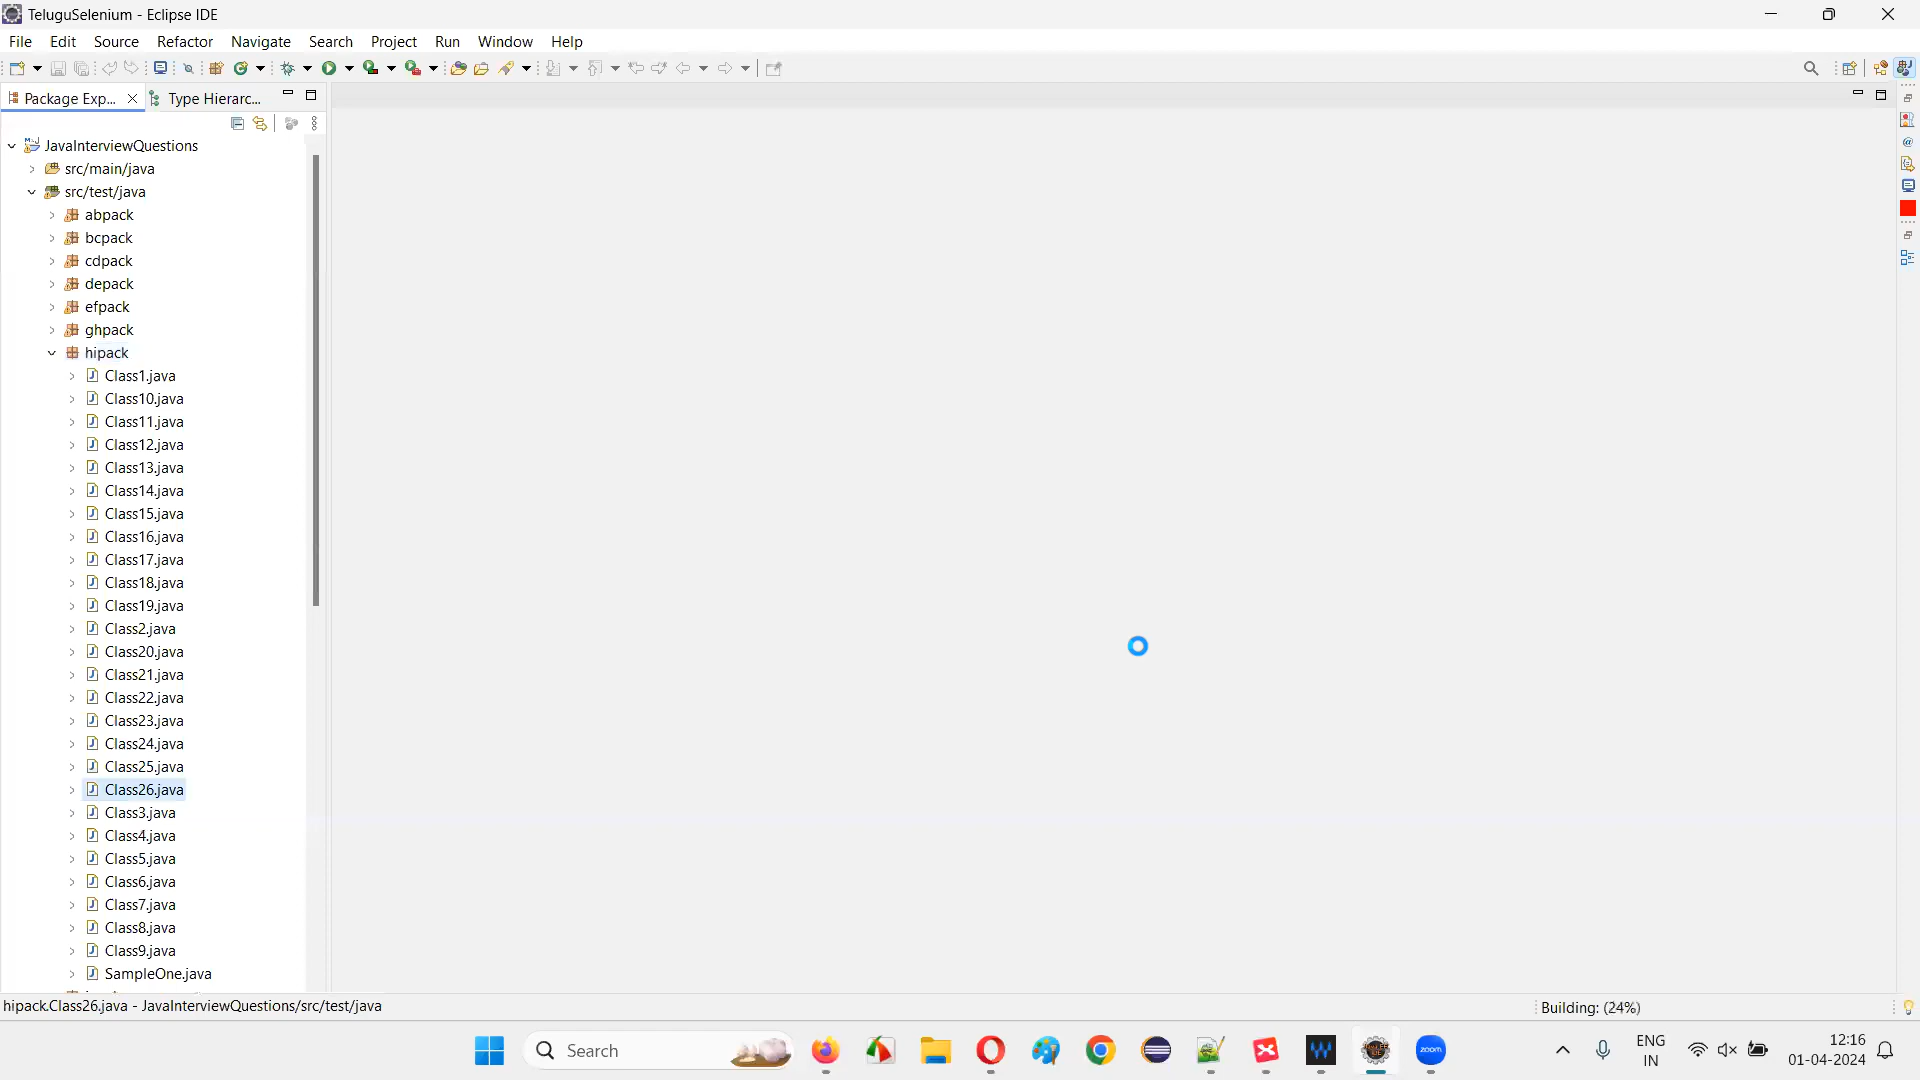 TeluguSelenium - Eclipse IDE
File Edit Source Refactor Navigate Search Project Run Window Help
Package Exp... Type Hierarc...
JavaInterviewQuestions
src/main/java
src/test/java
abpack
bcpack
cdpack
depack
efpack
ghpack
hipack
Class1.java
Class10.java
Class11.java
Class12.java
Class13.java
Class14.java
Class15.java
Class16.java
Class17.java
Class18.java
Class19.java
Class2.java
Class20.java
Class21.java
Class22.java
Class23.java
Class24.java
Class25.java
Class26.java
Class3.java
Class4.java
Class5.java
Class6.java
Class7.java
Class8.java
Class9.java
SampleOne.java
hipack.Class26.java - JavaInterviewQuestions/src/test/java
Building: (24%)
Search
zoom
ENG
IN
12:16
01-04-2024